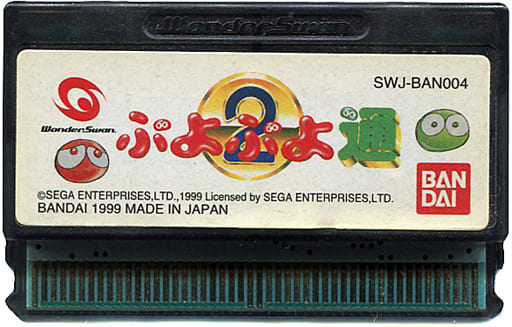 WonderSwan
SWJ-BAN004
WonderSwan
ぷよぷよ通
2
BAN
DAI
©SEGA ENTERPRISES,LTD.,1999 Licensed by SEGA ENTERPRISES,LTD.
BANDAI 1999 MADE IN JAPAN